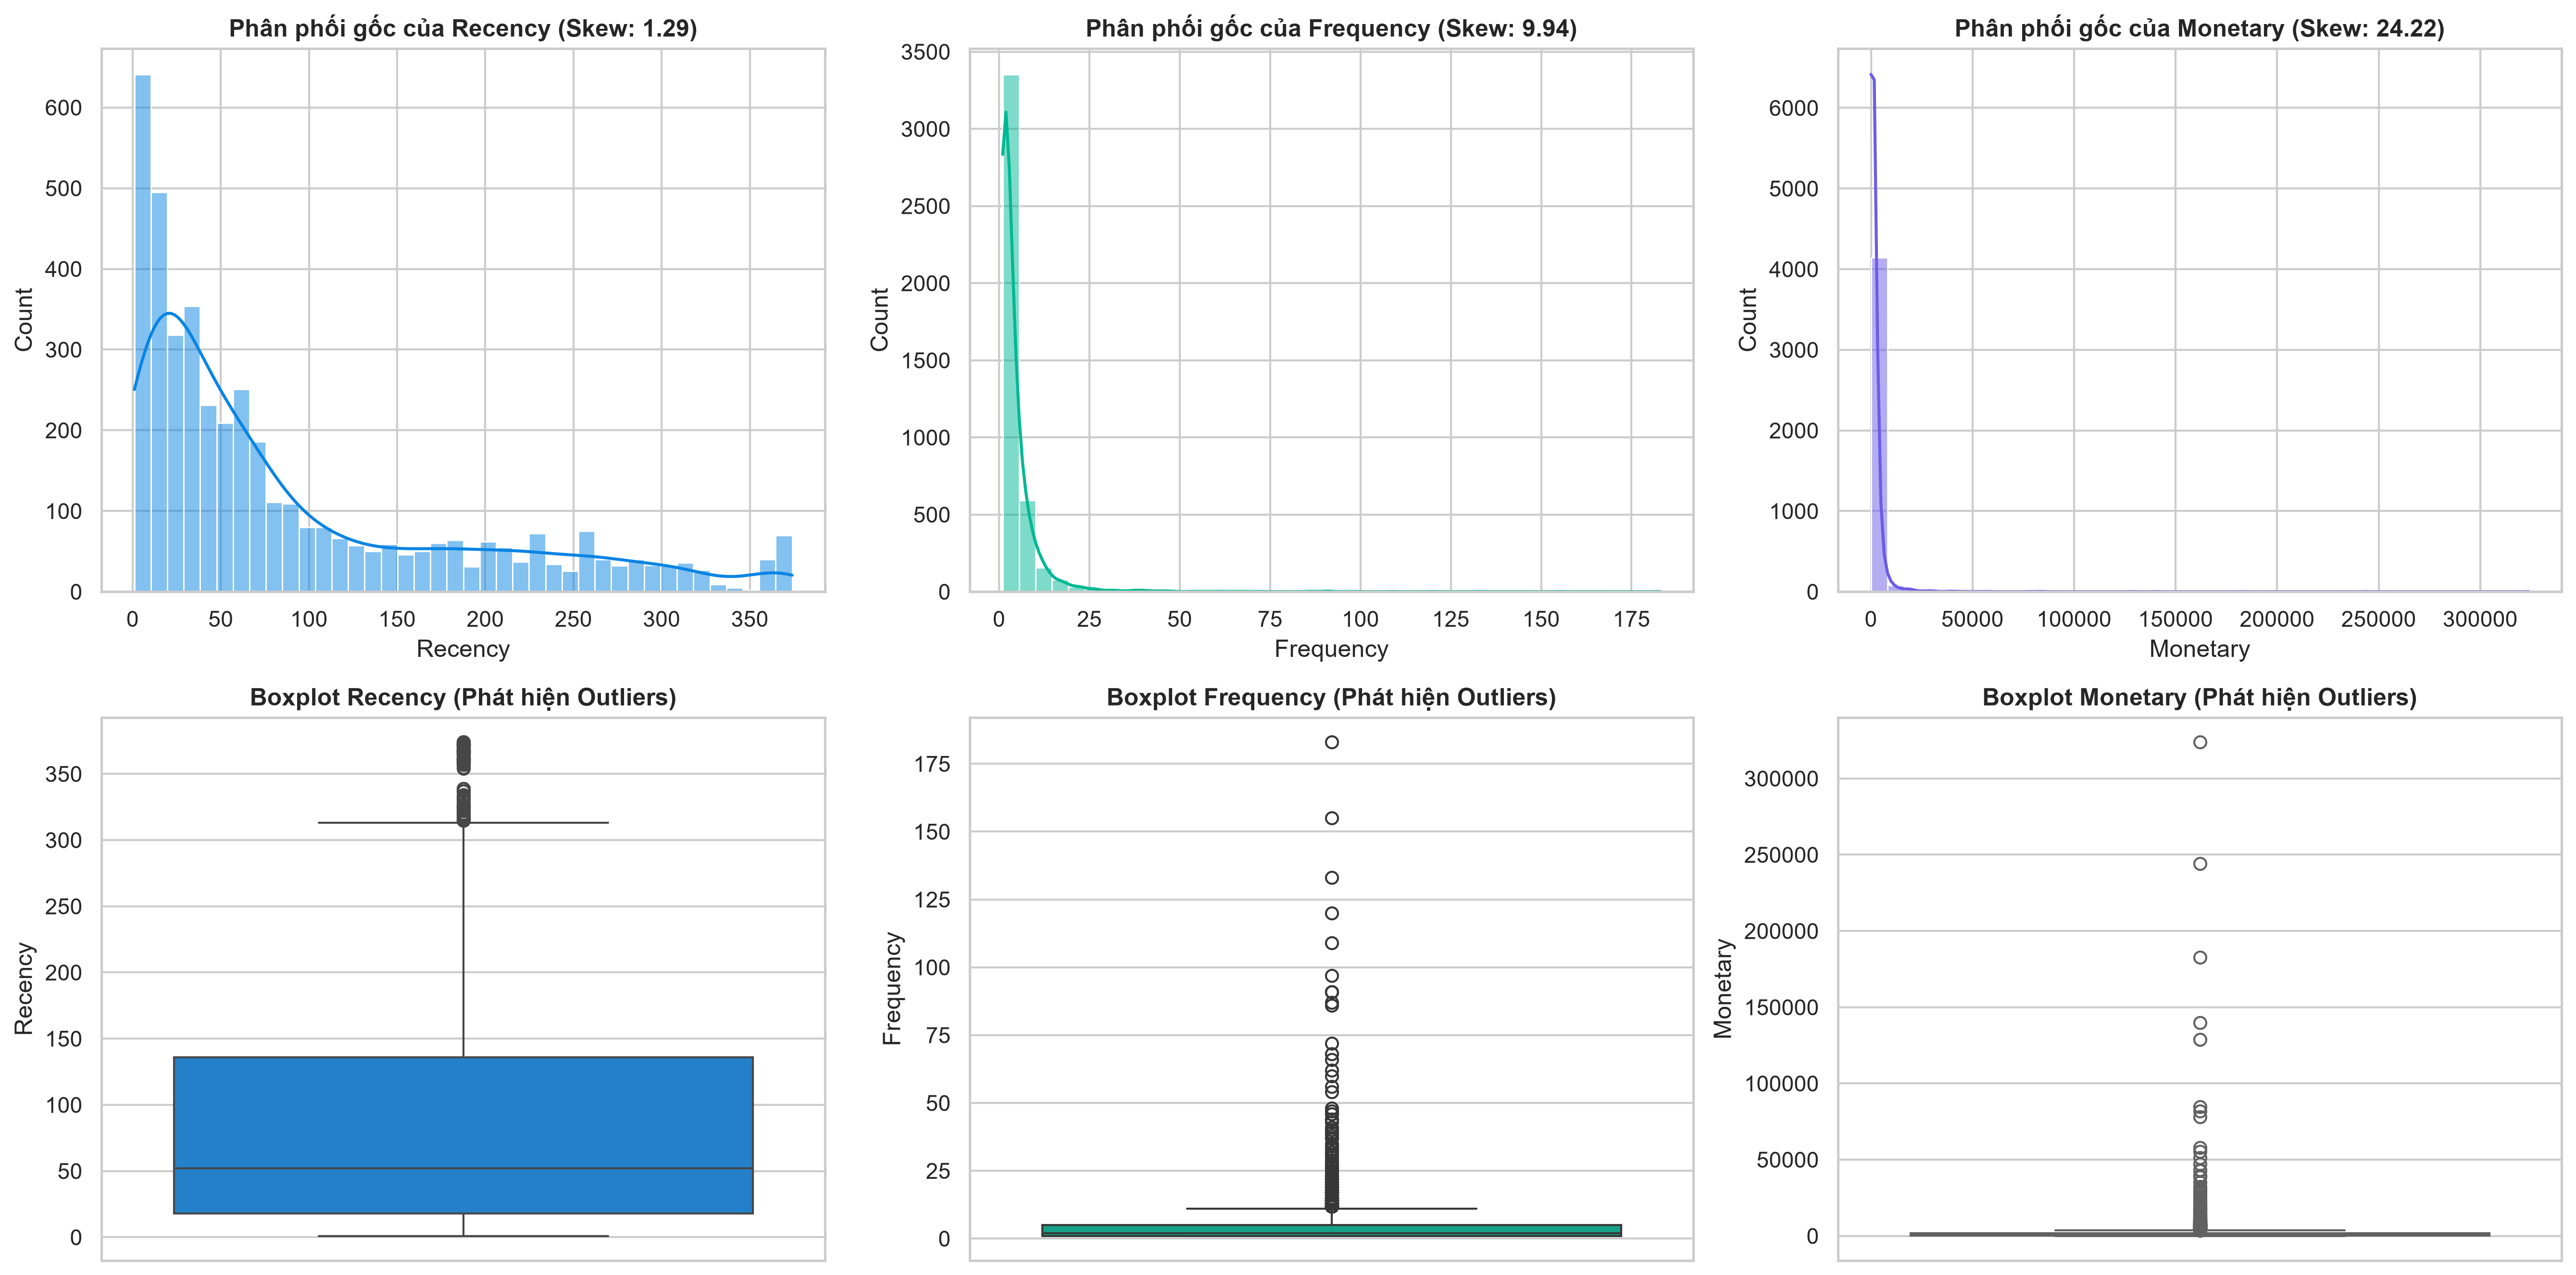 Phân phối gốc của Recency (Skew: 1.29)
600
500
400
300
200
100
0
Count
0 50 100 150 200 250 300 350
Recency
Phân phối gốc của Frequency (Skew: 9.94)
3500
3000
2500
2000
1500
1000
500
0
Count
0 25 50 75 100 125 150 175
Frequency
Phân phối gốc của Monetary (Skew: 24.22)
6000
5000
4000
3000
2000
1000
0
Count
0 50000 100000 150000 200000 250000 300000
Monetary
Boxplot Recency (Phát hiện Outliers)
350
300
250
200
150
100
50
0
Recency
Boxplot Frequency (Phát hiện Outliers)
175
150
125
100
75
50
25
0
Frequency
Boxplot Monetary (Phát hiện Outliers)
300000
250000
200000
150000
100000
50000
0
Monetary